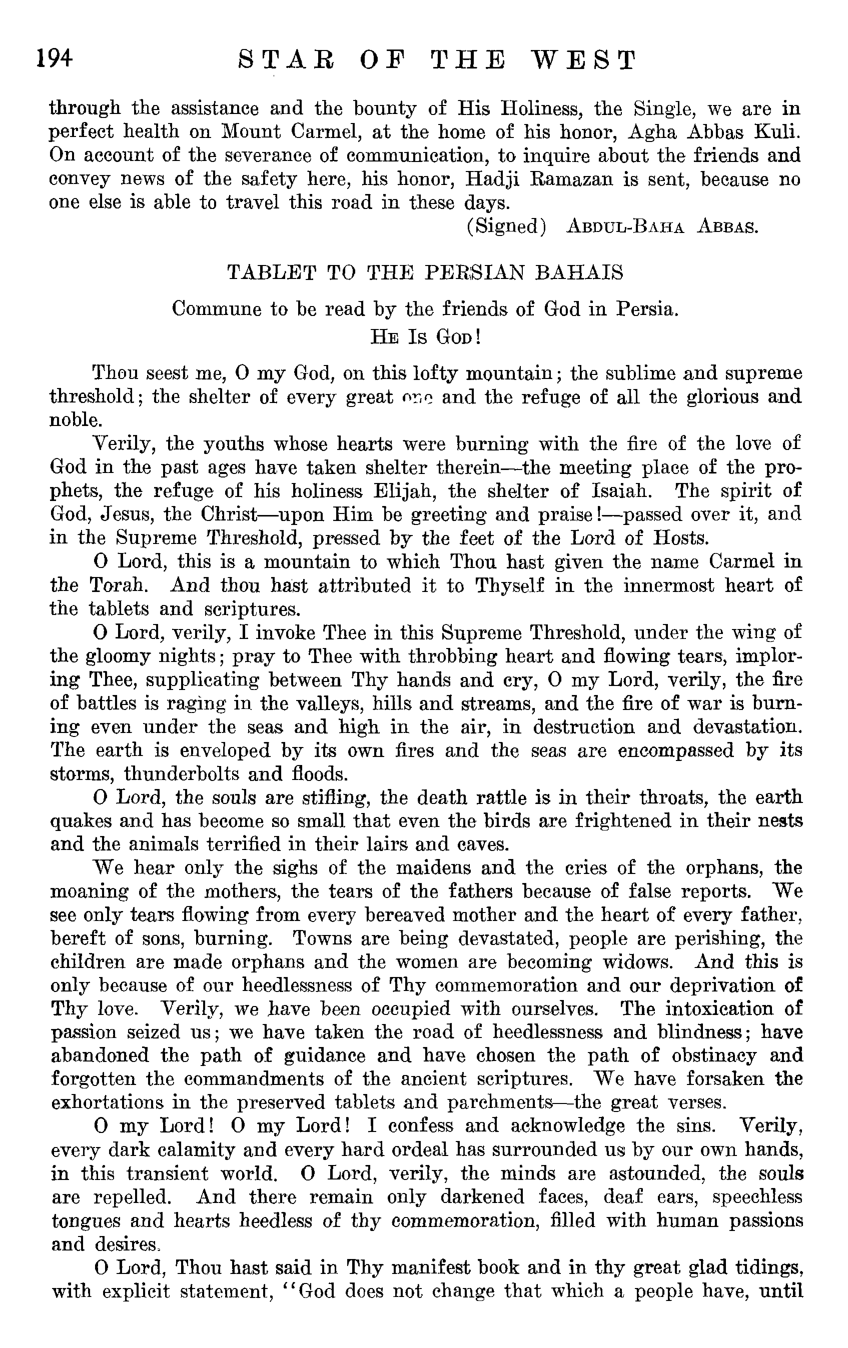 194 STAR OF THE WEST
through the assistance and the bounty of His Holiness, the Single, we are in
perfect health on Mount Carmel, at the home of his honor, Agha Abbas Kuli.
On account of the severance of communication, to inquire about the friends and
convey news of the safety here, his honor, Hadji Ramazan is sent, because no
one else is able to travel this road in these days.
(Signed) ABDUL-BAHA ABBAS.
TABLET TO THE PERSIAN BAHAIS
Commune to be read by the friends of God in Persia.
HE IS GOD!
Thou seest me, O my God, on this lofty mountain; the sublime and supreme
threshold; the shelter of every great one and the refuge of all the glorious and
noble.
Verily, the youths whose hearts were burning with the fire of the love of
God in the past ages have taken shelter therein—the meeting place of the pro-
phets, the refuge of his holiness Elijah, the shelter of Isaiah. The spirit of
God, Jesus, the Christ—upon Him be greeting and praise!—passed over it, and
in the Supreme Threshold, pressed by the feet of the Lord of Hosts.
O Lord, this is a mountain to which Thou hast given the name Carmel in
the Torah. And thou hast attributed it to Thyself in the innermost heart of
the tablets and scriptures.
O Lord, verily, I invoke Thee in this Supreme Threshold, under the wing of
the gloomy nights; pray to Thee with throbbing heart and flowing tears, implor-
ing Thee, supplicating between Thy hands and cry, O my Lord, verily, the fire
of battles is raging in the valleys, hills and streams, and the fire of war is burn-
ing even under the seas and high in the air, in destruction and devastation.
The earth is enveloped by its own fires and the seas are encompassed by its
storms, thunderbolts and floods.
O Lord, the souls are stifling, the death rattle is in their throats, the earth
quakes and has become so small that even the birds are frightened in their nests
and the animals terrified in their lairs and caves.
We hear only the sighs of the maidens and the cries of the orphans, the
moaning of the mothers, the tears of the fathers because of false reports. We
see only tears flowing from every bereaved mother and the heart of every father,
bereft of sons, burning. Towns are being devastated, people are perishing, the
children are made orphans and the women are becoming widows. And this is
only because of our heedlessness of Thy commemoration and our deprivation of
Thy love. Verily, we have been occupied with ourselves. The intoxication of
passion seized us; we have taken the road of heedlessness and blindness; have
abandoned the path of guidance and have chosen the path of obstinacy and
forgotten the commandments of the ancient scriptures. We have forsaken the
exhortations in the preserved tablets and parchments—the great verses.
O my Lord! O my Lord! I confess and acknowledge the sins. Verily,
every dark calamity and every hard ordeal has surrounded us by our own hands,
in this transient world. O Lord, verily, the minds are astounded, the souls
are repelled. And there remain only darkened faces, deaf ears, speechless
tongues and hearts heedless of thy commemoration, filled with human passions
and desires.
O Lord, Thou hast said in Thy manifest book and in thy great glad tidings,
with explicit statement, "God does not change that which a people have, until